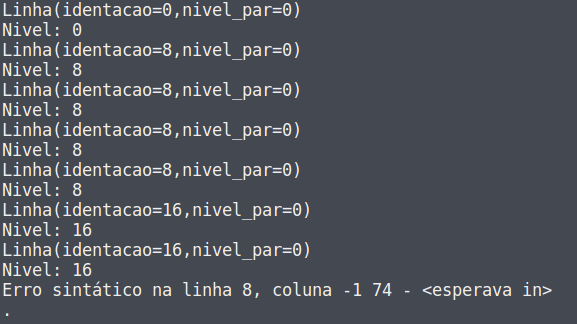 Linha(identacao=0,nivel_par=0)
Nivel: 0
Linha(identacao=8,nivel_par=0)
Nivel: 8
Linha(identacao=8,nivel_par=0)
Nivel: 8
Linha(identacao=8,nivel_par=0)
Nivel: 8
Linha(identacao=8,nivel_par=0)
Nivel: 8
Linha(identacao=16,nivel_par=0)
Nivel: 16
Linha(identacao=16,nivel_par=0)
Nivel: 16
Erro sintático na linha 8, coluna -1 74 - <esperava in>
.